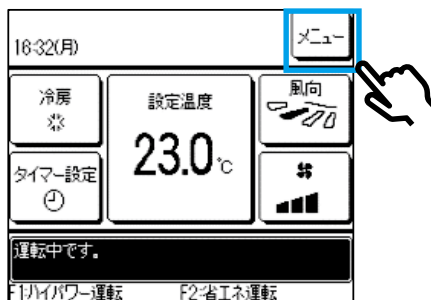 16:32(月)
メニュー
冷房
設定温度
風向
23.0℃
タイマー設定
運転中です。
F1:ハイパワー運転 F2:省エネ運転